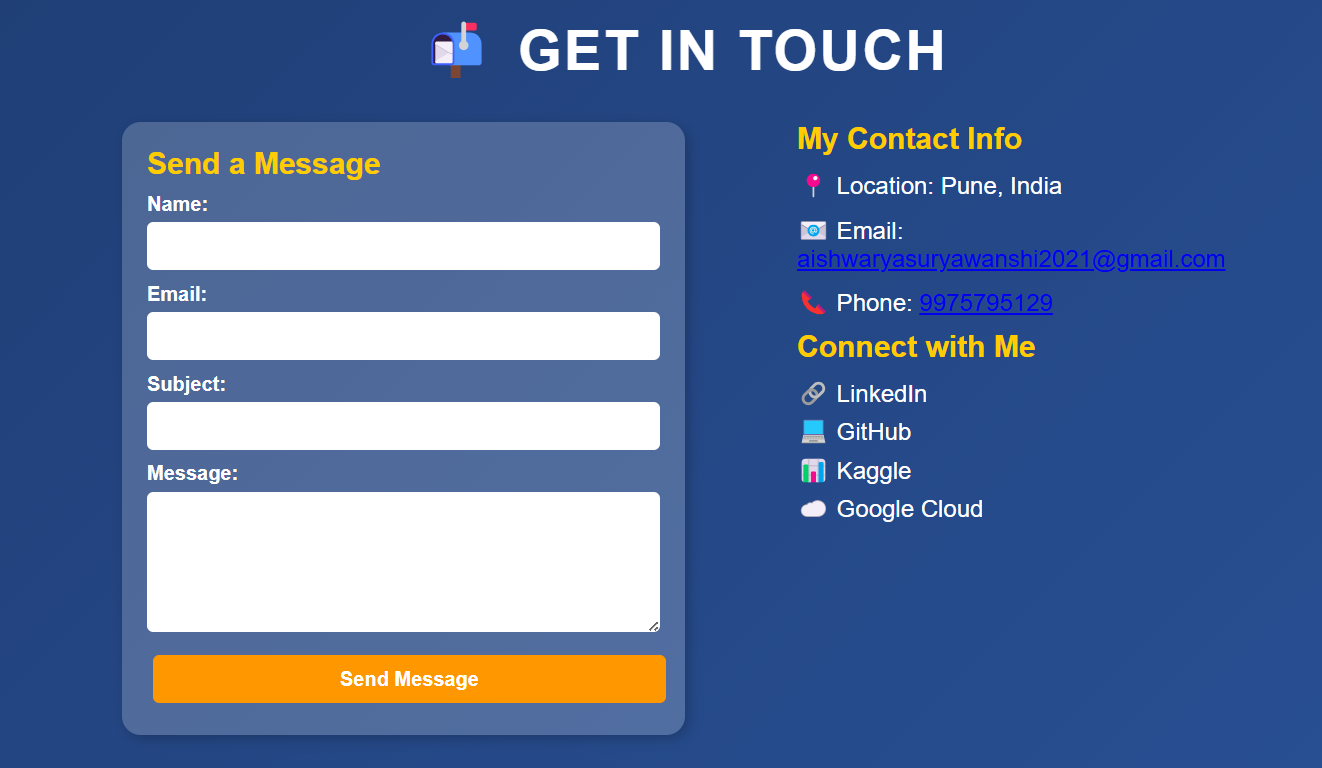 GET IN TOUCH
Send a Message
Name:
Email:
Subject:
Message:
Send Message
My Contact Info
Location: Pune, India
Email:
aishwaryasuryawanshi2021@gmail.com
Phone: 9975795129
Connect with Me
LinkedIn
GitHub
Kaggle
Google Cloud